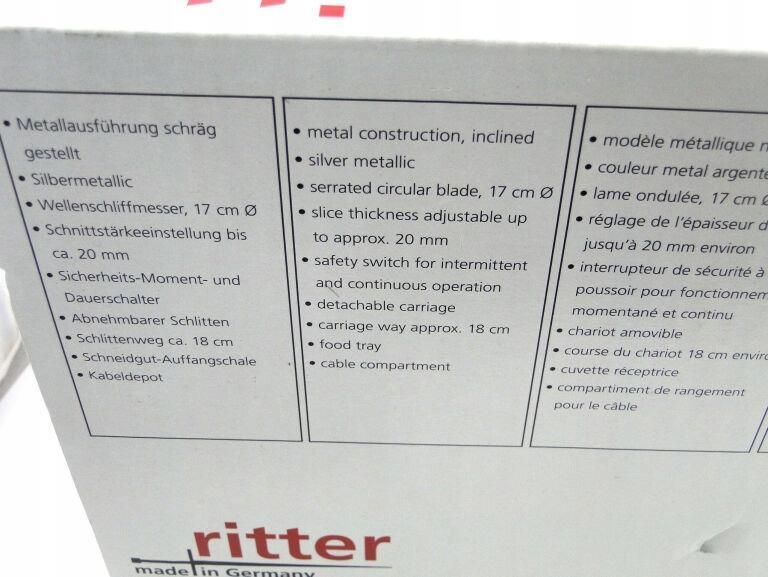 • Metallausführung schräg
gestellt
• Silbermetallic
• Wellenschliffmesser, 17 cm Ø
• Schnittstärkeeinstellung bis
ca. 20 mm
• Sicherheits-Moment- und
Dauerschalter
• Abnehmbarer Schlitten
• Schlittenweg ca. 18 cm
• Schneidgut-Auffangschale
• Kabeldepot
• metal construction, inclined
• silver metallic
• serrated circular blade, 17 cm Ø
• slice thickness adjustable up
to approx. 20 mm
• safety switch for intermittent
and continuous operation
• detachable carriage
• carriage way approx. 18 cm
• food tray
• cable compartment
• modèle métallique
• couleur metal argenté
• lame ondulée, 17 cm Ø
• réglage de l'épaisseur
jusqu'à 20 mm environ
• interrupteur de sécurité à
poussoir pour
momentané et continu
• chariot amovible
• course du chariot 18 cm
• cuvette réceptrice
• compartiment de rangement
pour le câble
ritter
made in Germany